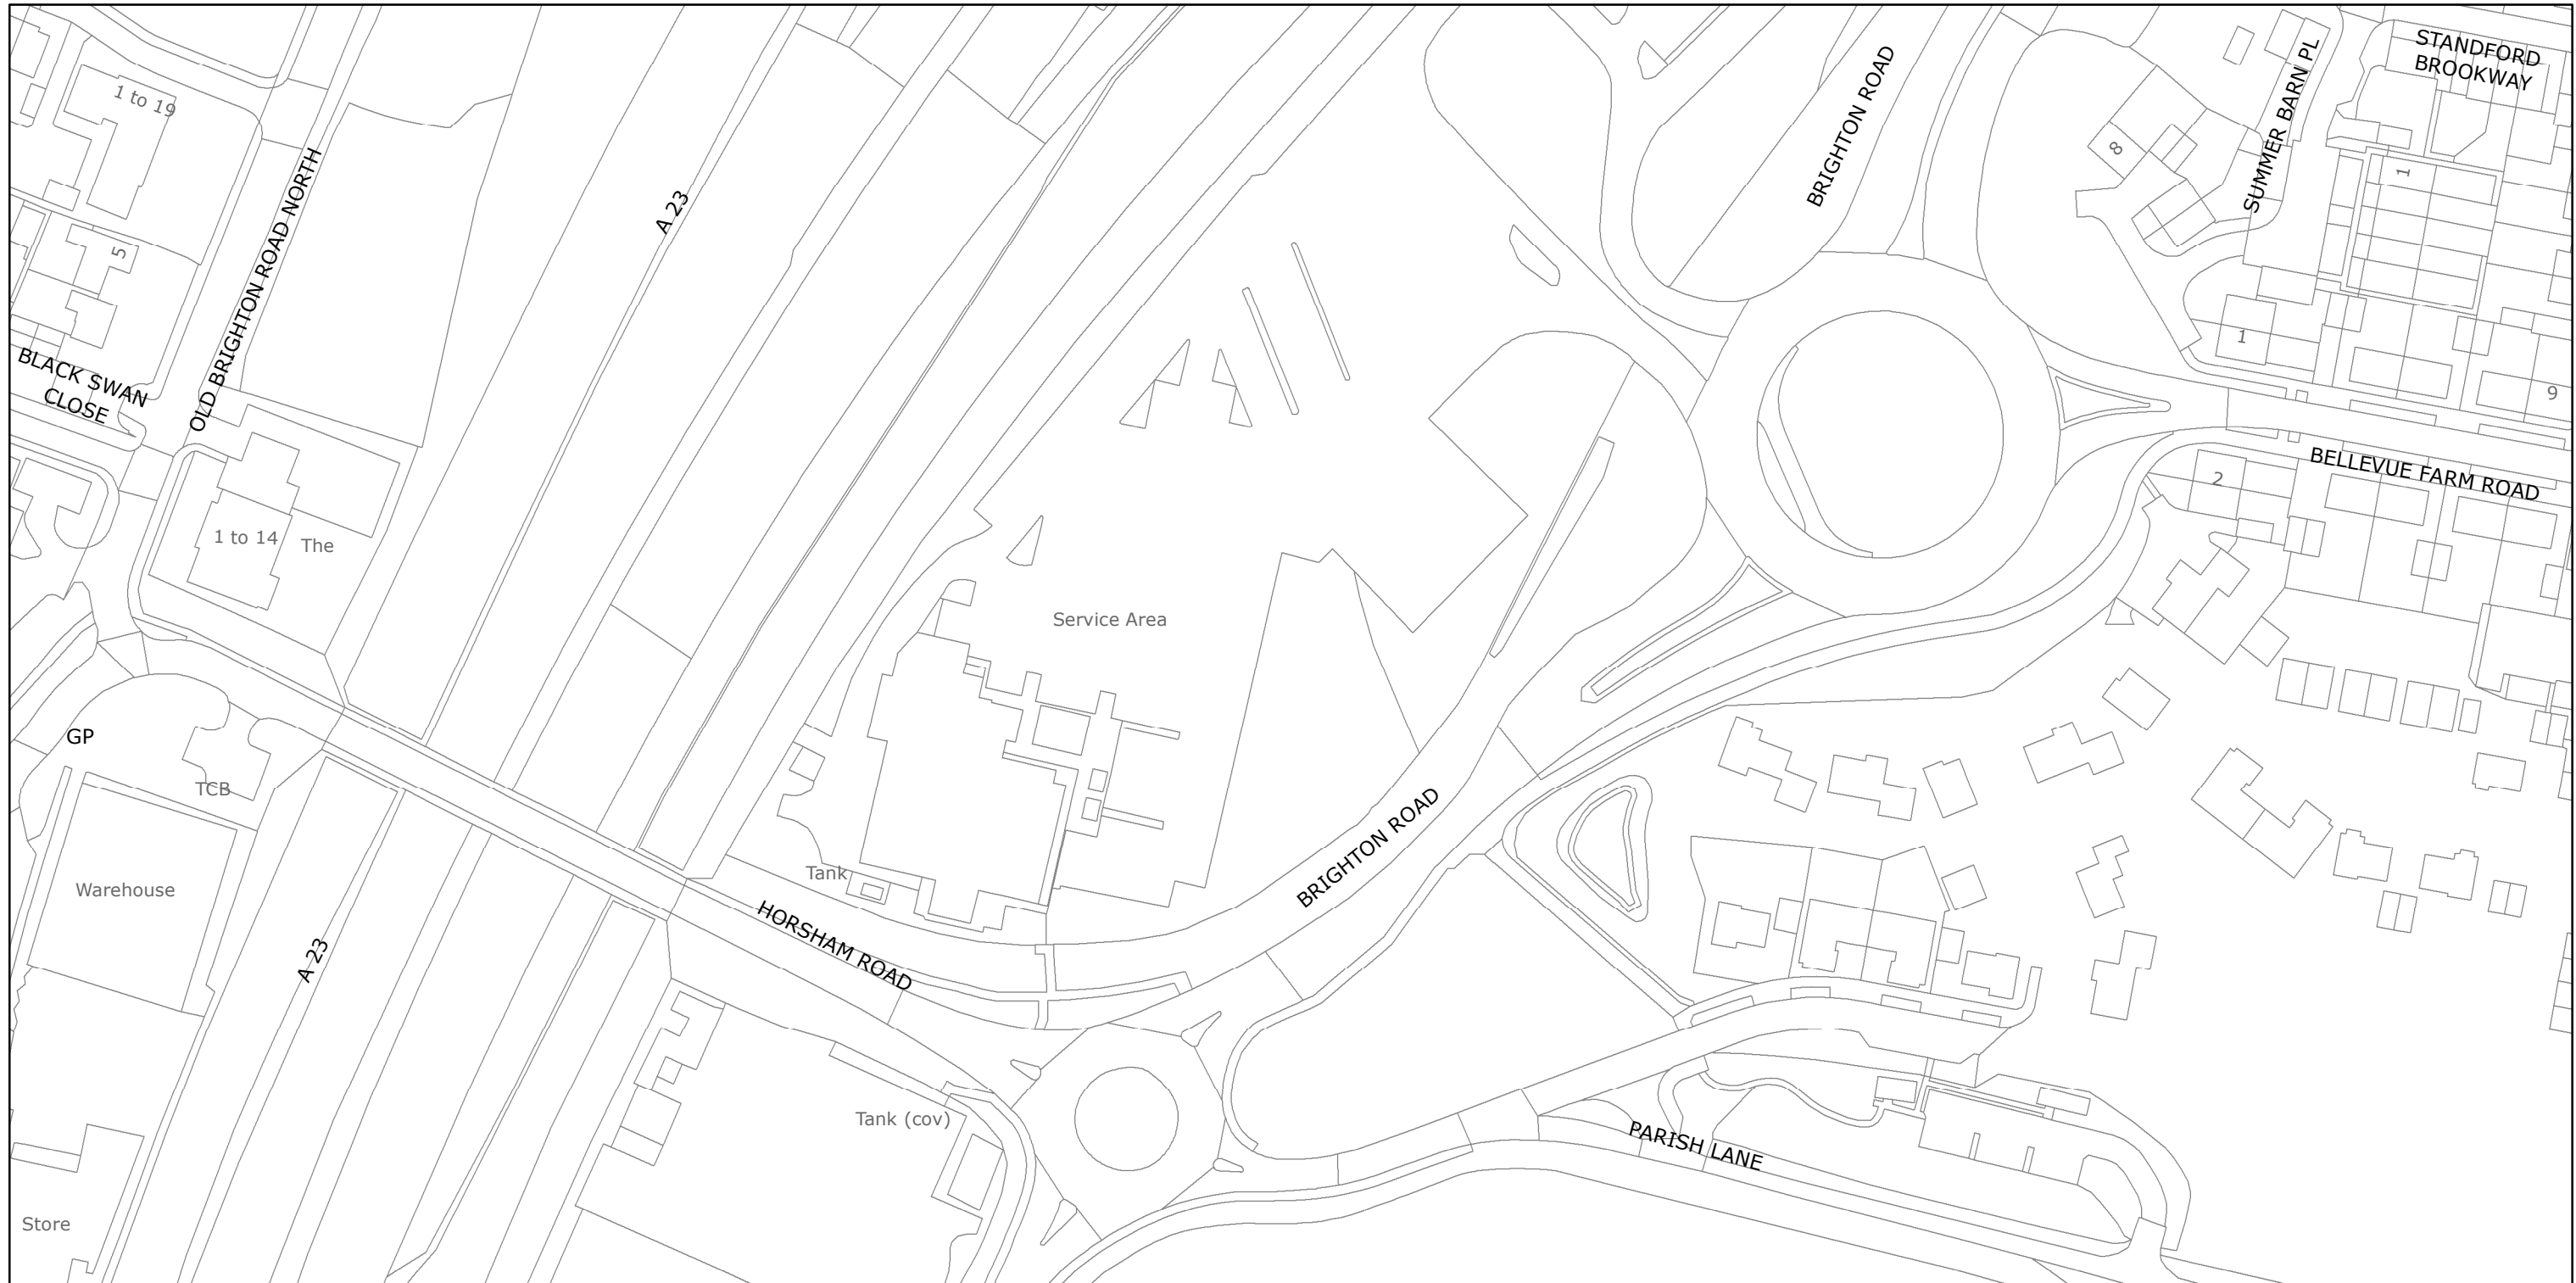 STANDFORD
BROOKWAY
SUMMER BARN PL
BRIGHTON ROAD
1 to 19
8
1
A 23
OLD BRIGHTON ROAD NORTH
5
1
BLACK SWAN
CLOSE
9
BELLEVUE FARM ROAD
2
1 to 14
The
Service Area
GP
TCB
BRIGHTON ROAD
Tank
Warehouse
HORSHAM ROAD
A 23
Tank (cov)
PARISH LANE
Store